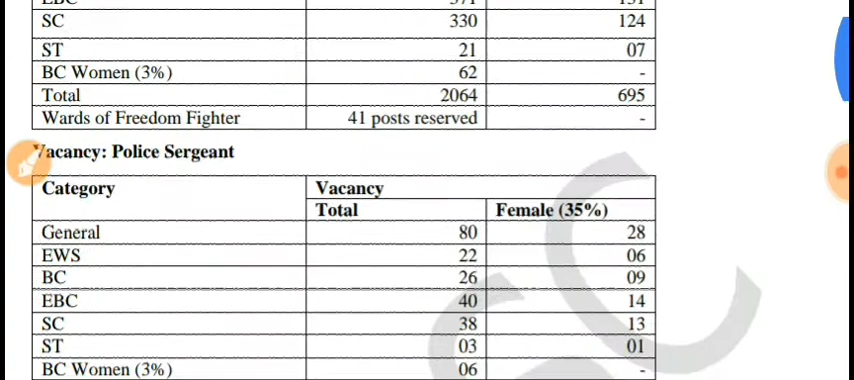 SC 330 124
ST 21 07
BC Women (3%) 62 -
Total 2064 695
Wards of Freedom Fighter 41 posts reserved -
Vacancy: Police Sergeant
Category Vacancy
Total Female (35%)
General 80 28
EWS 22 06
BC 26 09
EBC 40 14
SC 38 13
ST 03 01
BC Women (3%) 06 -